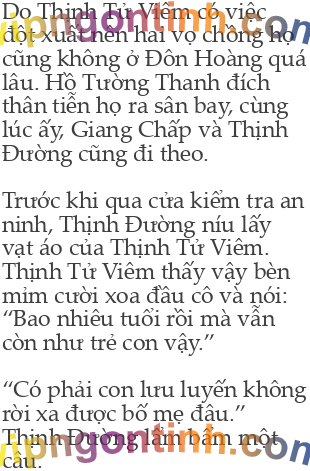 Do Thịnh Tử Viêm có việc
đột xuất nên hai vợ chồng họ
cũng không ở Đôn Hoàng quá
lâu. Hồ Tường Thanh đích
thân tiễn họ ra sân bay, cùng
lúc ấy, Giang Chấp và Thịnh
Đường cũng đi theo.
Trước khi qua cửa kiểm tra an
ninh, Thịnh Đường níu lấy
vạt áo của Thịnh Tử Viêm.
Thịnh Tử Viêm thấy vậy bèn
mỉm cười xoa đầu cô và nói:
“Bao nhiêu tuổi rồi mà vẫn
còn như trẻ con vậy.”
“Có phải con lưu luyến không
rời xa được bố mẹ đâu.”
Thịnh Đường lẩm bẩm một
câu.
vipngontinh.com
vipngontinh.com